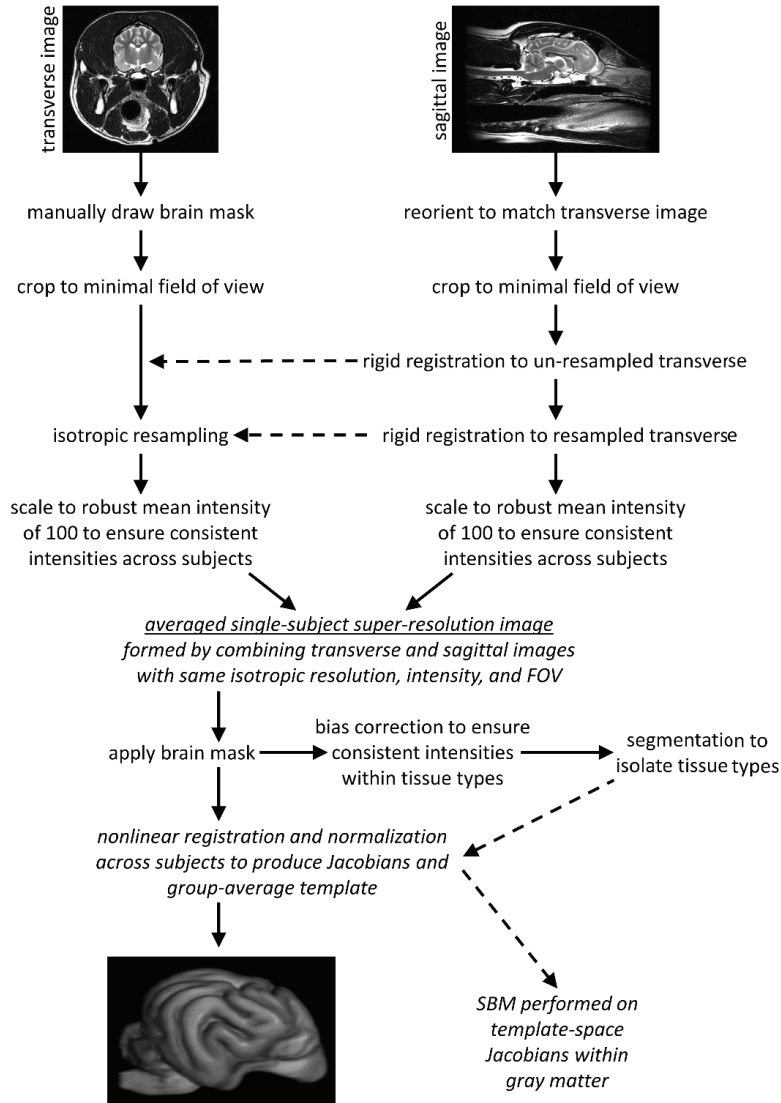 transverse image
sagittal image
manually draw brain mask
reorient to match transverse image
crop to minimal field of view
crop to minimal field of view
rigid registration to un-resampled transverse
isotropic resampling
rigid registration to resampled transverse
scale to robust mean intensity
of 100 to ensure consistent
intensities across subjects
scale to robust mean intensity
of 100 to ensure consistent
intensities across subjects
averaged single-subject super-resolution image
formed by combining transverse and sagittal images
with same isotropic resolution, intensity, and FOV
apply brain mask
bias correction to ensure
consistent intensities
within tissue types
segmentation to
isolate tissue types
nonlinear registration and normalization
across subjects to produce Jacobians and
group-average template
SBM performed on
template-space
Jacobians within
gray matter